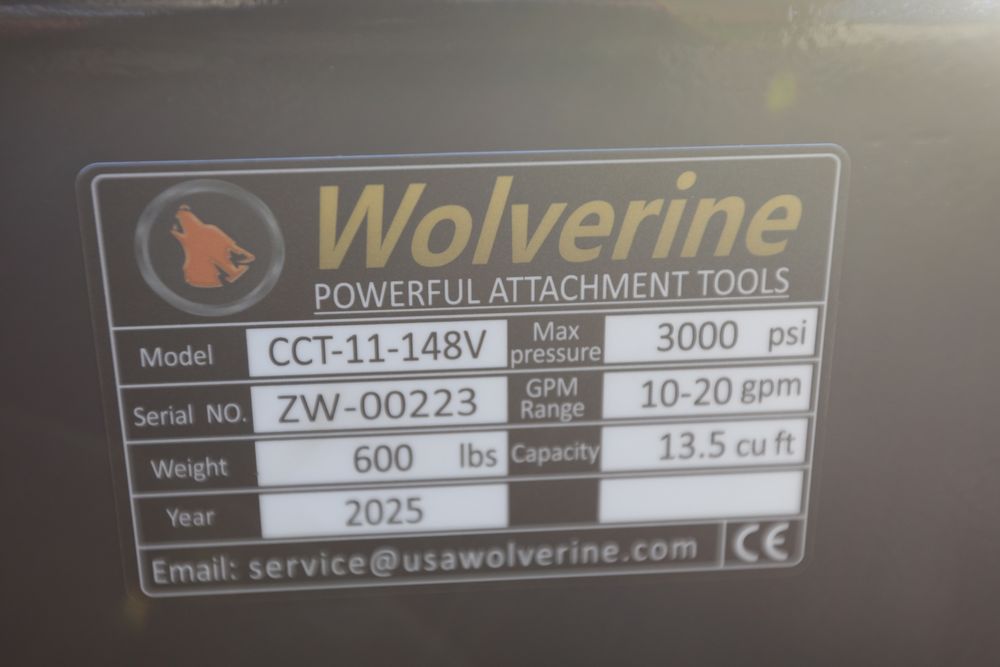 Wolverine
POWERFUL ATTACHMENT TOOLS
Model CCT-11-148V Max pressure 3000 psi
Serial NO. ZW-00223 GPM Range 10-20 gpm
Weight 600 lbs Capacity 13.5 cu ft
Year 2025
Email: service@usawolverine.com CE